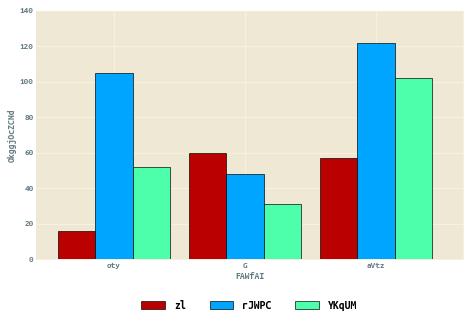 140
120
100
80
60
40
20
0
dkggjOcZCNd
oty G aVtz
FAWfAI
zl rJWPC YKqUM